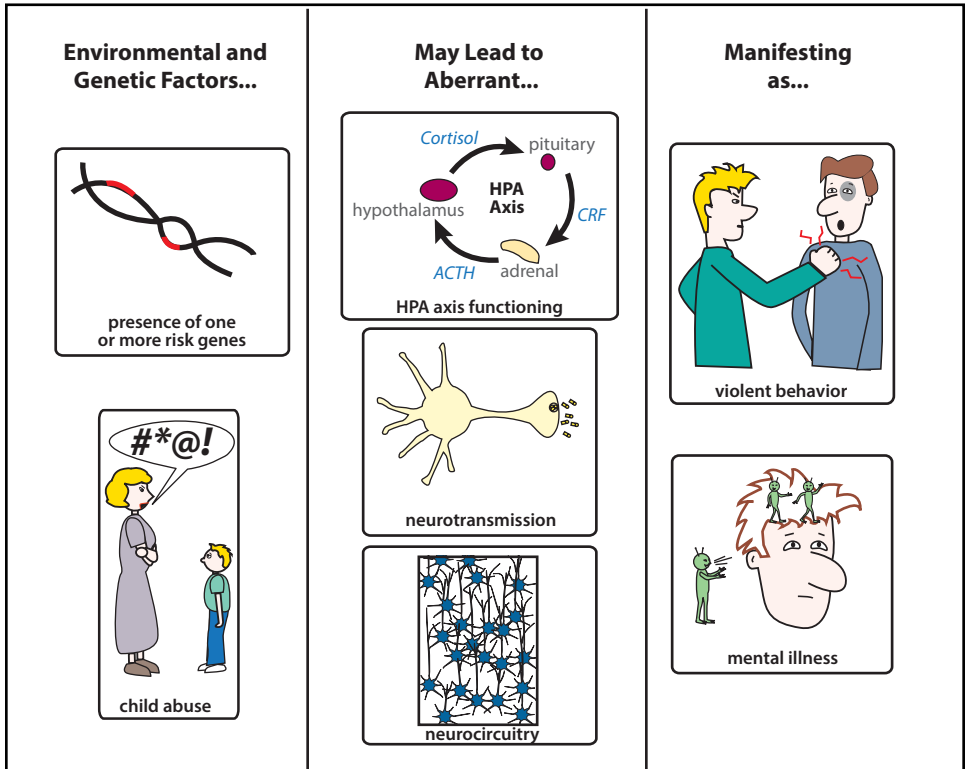 Environmental and
Genetic Factors...
presence of one
or more risk genes
#*@!
child abuse
May Lead to
Aberrant...
Cortisol
pituitary
HPA
Axis
hypothalamus
CRF
ACTH
adrenal
HPA axis functioning
neurotransmission
neurocircuitry
Manifesting
as...
violent behavior
mental illness